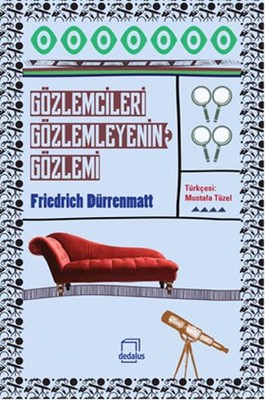 GÖZLEMCİLERİ
GÖZLEMLEYENİN
GÖZLEMİ
Friedrich Dürrenmatt
Türkçesi:
Mustafa Tüzel
dedalus